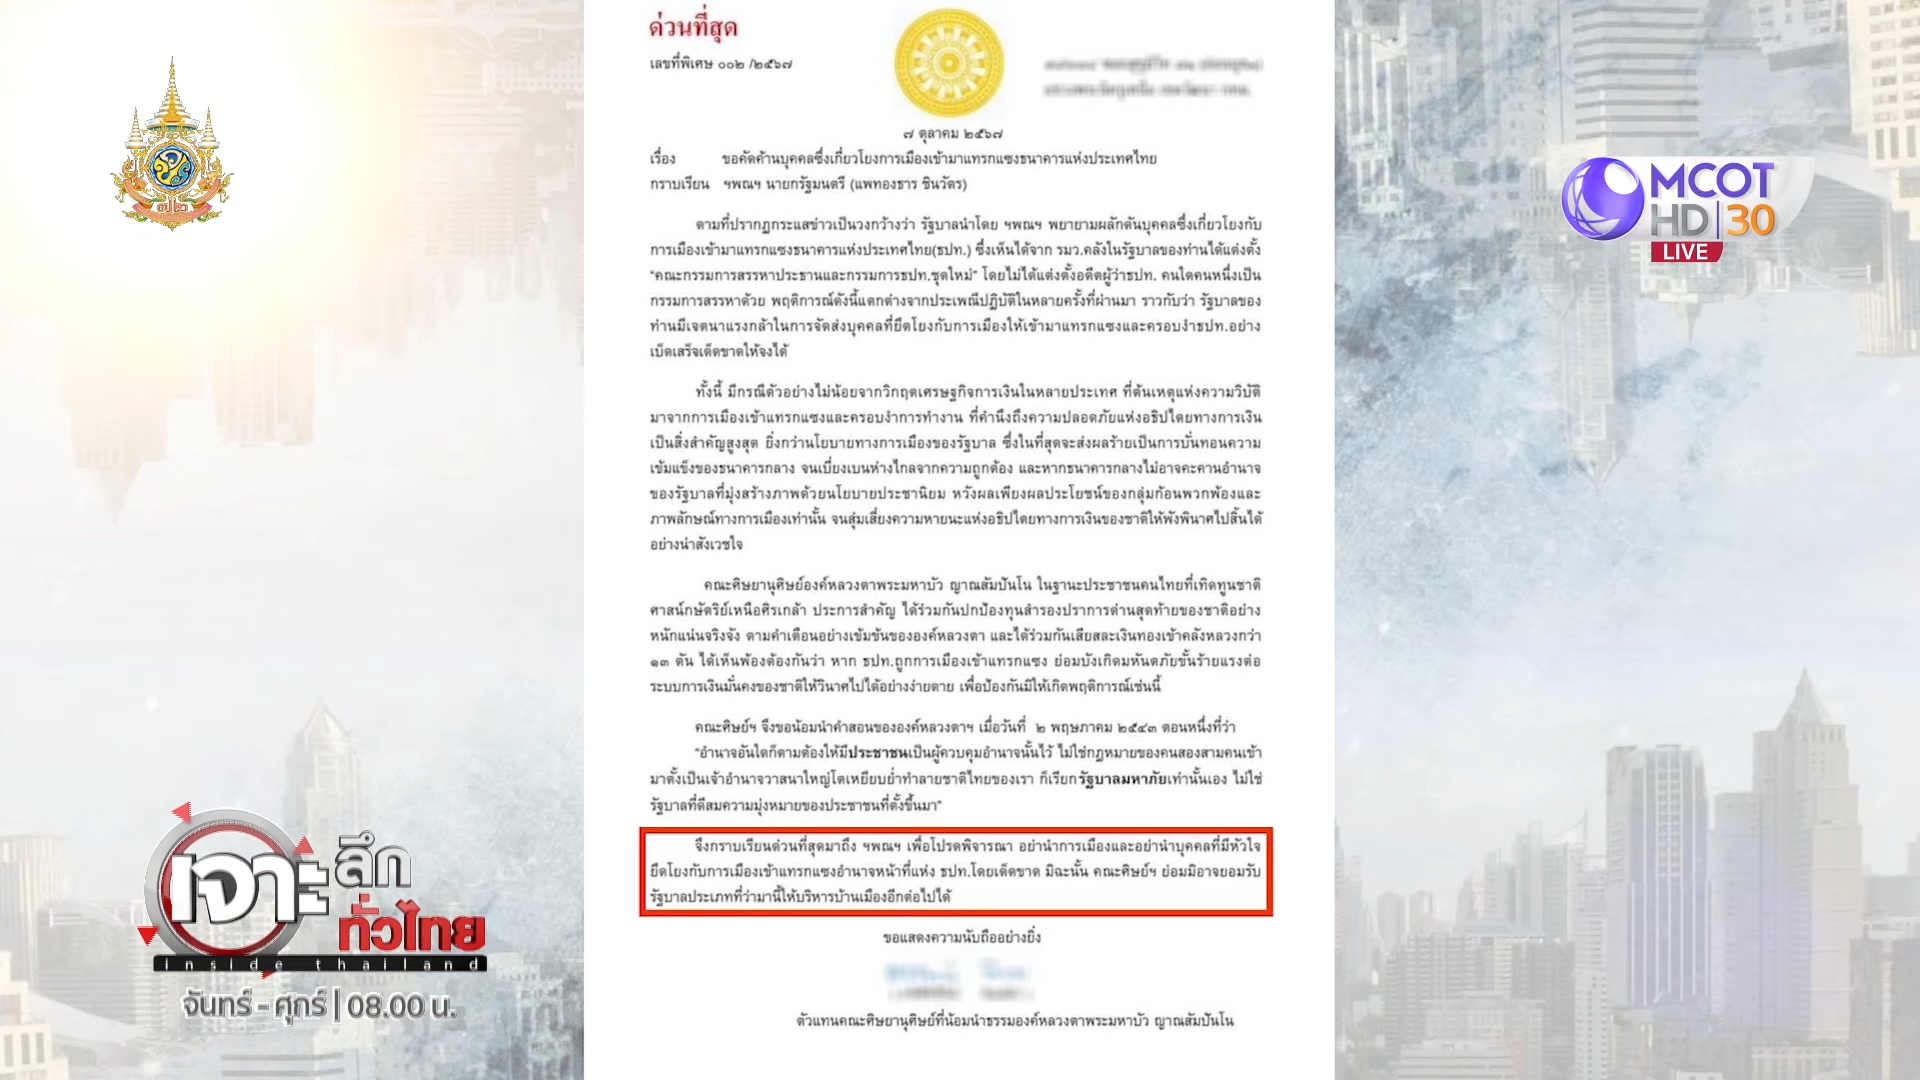 ด่วนที่สุด
เลขที่พิเศษ ๐๐๒ /๒๕๖๗
๗ ตุลาคม ๒๕๖๗
เรื่อง ขอคัดค้านบุคคลซึ่งเกี่ยวโยงการเมืองเข้ามาแทรกแซงธนาคารแห่งประเทศไทย
กราบเรียน ฯพณฯ นายกรัฐมนตรี (แพทองธาร ชินวัตร)
ตามที่ปรากฏกระแสข่าวเป็นวงกว้างว่า รัฐบาลนำโดย ฯพณฯ พยายามผลักดันบุคคลซึ่งเกี่ยวโยงกับ
การเมืองเข้ามาแทรกแซงธนาคารแห่งประเทศไทย(ธปท.) ซึ่งเห็นได้จาก รมว.คลังในรัฐบาลของท่านได้แต่งตั้ง
“คณะกรรมการสรรหาประธานและกรรมการธปท.ชุดใหม่” โดยไม่ได้แต่งตั้งอดีตผู้ว่าธปท. คนใดคนหนึ่งเป็น
กรรมการสรรหาด้วย พฤติการณ์ดังนี้แตกต่างจากประเพณีปฏิบัติในหลายครั้งที่ผ่านมา ราวกับว่า รัฐบาลของ
ท่านมีเจตนาแรงกล้าในการจัดส่งบุคคลที่ยึดโยงกับการเมืองให้เข้ามาแทรกแซงและครอบงำธปท.อย่าง
เบ็ดเสร็จเด็ดขาดให้จงได้
ทั้งนี้ มีกรณีตัวอย่างไม่น้อยจากวิกฤตเศรษฐกิจการเงินในหลายประเทศ ที่ต้นเหตุแห่งความวิบัติ
มาจากการเมืองเข้าแทรกแซงและครอบงำการทำงาน ที่คำนึงถึงความปลอดภัยแห่งอธิปไตยทางการเงิน
เป็นสิ่งสำคัญสูงสุด ยิ่งกว่านโยบายทางการเมืองของรัฐบาล ซึ่งในที่สุดจะส่งผลร้ายเป็นการบั่นทอนความ
เข้มแข็งของธนาคารกลาง จนเบี่ยงเบนห่างไกลจากความถูกต้อง และหากธนาคารกลางไม่อาจคะคานอำนาจ
ของรัฐบาลที่มุ่งสร้างภาพด้วยนโยบายประชานิยม หวังผลเพียงผลประโยชน์ของกลุ่มก้อนพวกพ้องและ
ภาพลักษณ์ทางการเมืองเท่านั้น จนสุ่มเสี่ยงความหายนะแห่งอธิปไตยทางการเงินของชาติให้พังพินาศไปสิ้นได้
อย่างน่าสังเวชใจ
คณะศิษยานุศิษย์องค์หลวงตาพระมหาบัว ญาณสัมปันโน ในฐานะประชาชนคนไทยที่เทิดทูนชาติ
ศาสน์กษัตริย์เหนือศิรเกล้า ประการสำคัญ ได้ร่วมกันปกป้องทุนสำรองปราการด่านสุดท้ายของชาติอย่าง
หนักแน่นจริงจัง ตามคำเตือนอย่างเข้มข้นขององค์หลวงตา และได้ร่วมกันเสียสละเงินทองเข้าคลังหลวงกว่า
๑๓ ตัน ได้เห็นพ้องต้องกันว่า หาก ธปท.ถูกการเมืองเข้าแทรกแซง ย่อมบังเกิดมหันตภัยขั้นร้ายแรงต่อ
ระบบการเงินมั่นคงของชาติให้วินาศไปได้อย่างง่ายดาย เพื่อป้องกันมิให้เกิดพฤติการณ์เช่นนี้
คณะศิษย์ฯ จึงขอน้อมนำคำสอนขององค์หลวงตาฯ เมื่อวันที่ ๒ พฤษภาคม ๒๕๔๓ ตอนหนึ่งที่ว่า
“อำนาจอันใดก็ตามต้องให้มีประชาชนเป็นผู้ควบคุมอำนาจนั้นไว้ ไม่ใช่กฎหมายของคนสองสามคนเข้า
มาตั้งเป็นเจ้าอำนาจวาสนาใหญ่โตเหยียบย่ำทำลายชาติไทยของเรา ก็เรียกรัฐบาลมหาภัยเท่านั้นเอง ไม่ใช่
รัฐบาลที่ดีสมความมุ่งหมายของประชาชนที่ตั้งขึ้นมา”
จึงกราบเรียนด่วนที่สุดมาถึง ฯพณฯ เพื่อโปรดพิจารณา อย่านำการเมืองและอย่านำบุคคลที่มีหัวใจ
ยึดโยงกับการเมืองเข้าแทรกแซงอำนาจหน้าที่แห่ง ธปท.โดยเด็ดขาด มิฉะนั้น คณะศิษย์ฯ ย่อมมิอาจยอมรับ
รัฐบาลประเภทที่ว่ามานี้ให้บริหารบ้านเมืองอีกต่อไปได้
ขอแสดงความนับถืออย่างยิ่ง
ตัวแทนคณะศิษยานุศิษย์ที่น้อมนำธรรมองค์หลวงตาพระมหาบัว ญาณสัมปันโน
MCOT
HD 30
LIVE
เจาะลึก
ทั่วไทย
inside thailand
จันทร์ - ศุกร์ | 08.00 น.